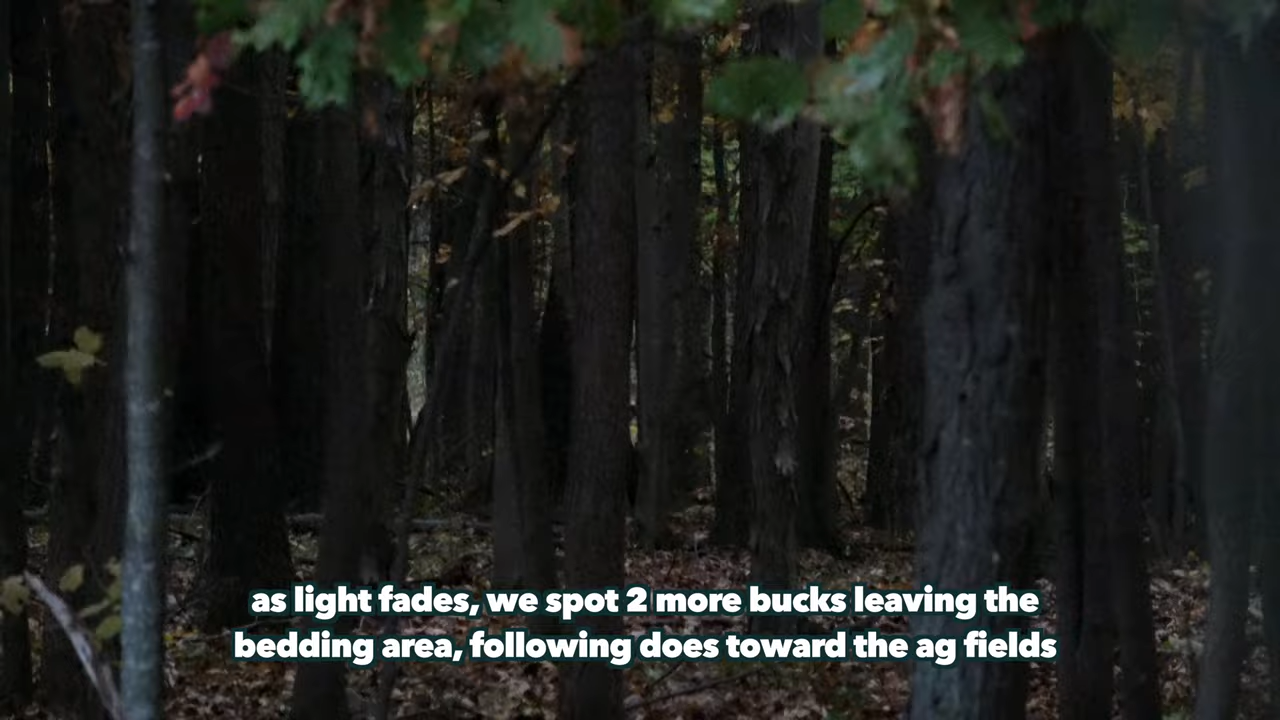 as light fades, we spot 2 more bucks leaving the
bedding area, following does toward the ag fields